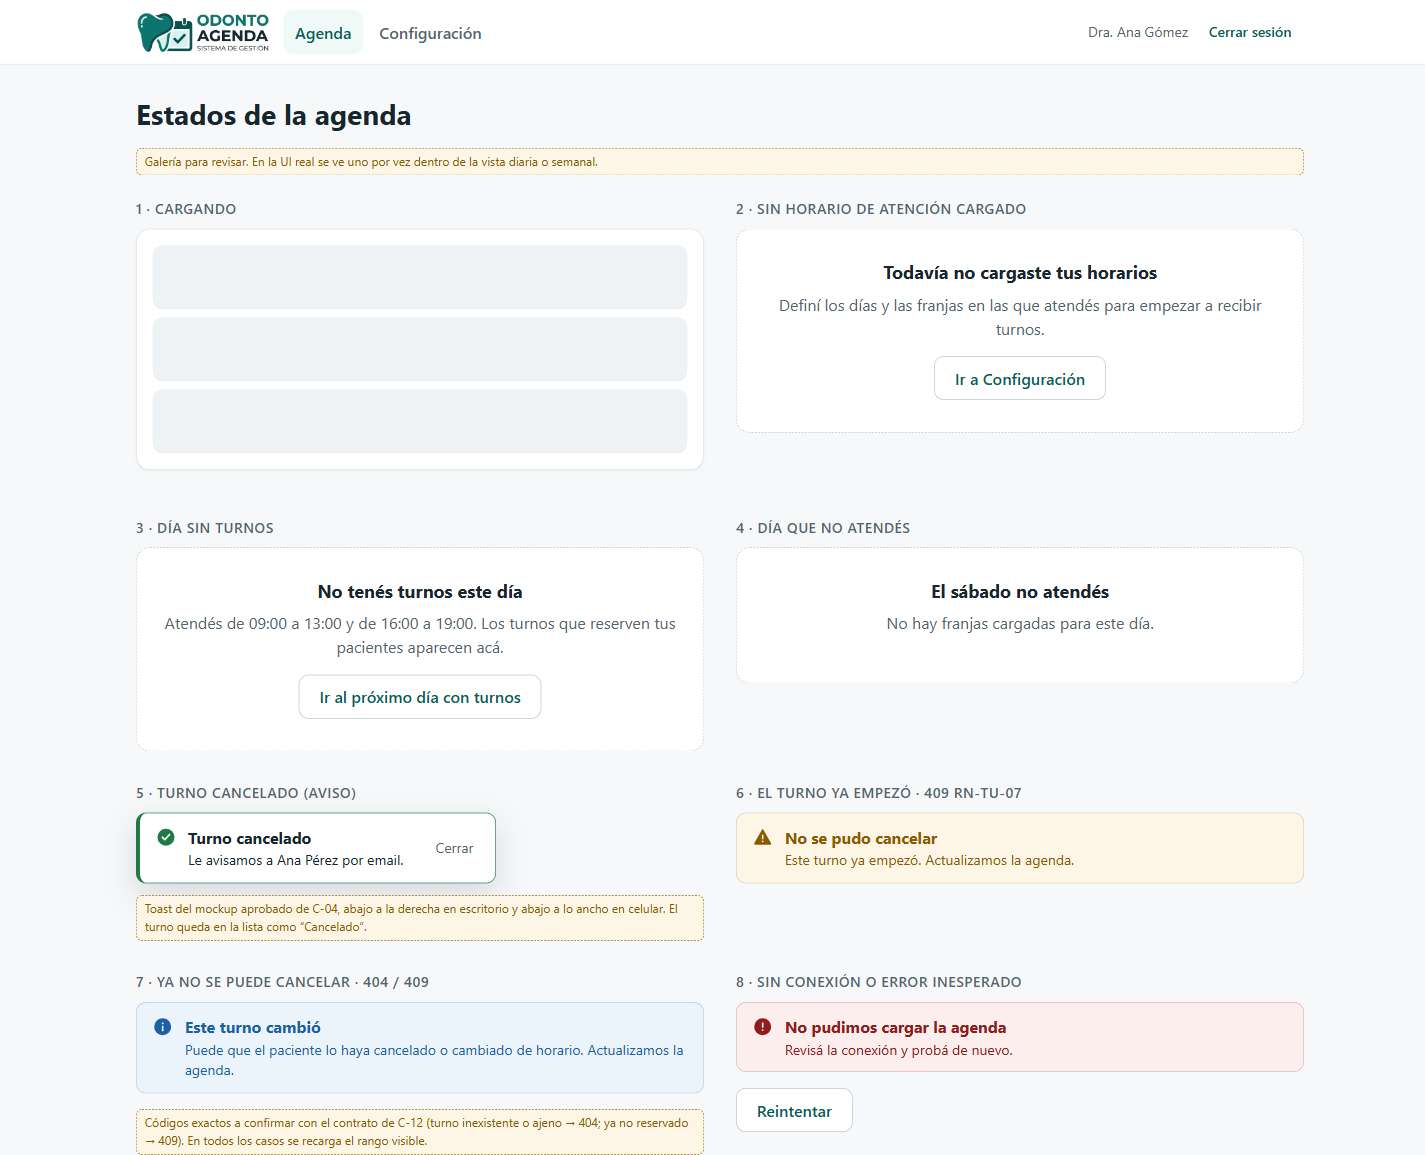 ODONTO
AGENDA
SISTEMA DE GESTIÓN
Agenda
Configuración
Dra. Ana Gómez
Cerrar sesión
Estados de la agenda
Galería para revisar. En la UI real se ve uno por vez dentro de la vista diaria o semanal.
1 · CARGANDO
2 · SIN HORARIO DE ATENCIÓN CARGADO
Todavía no cargaste tus horarios
Definí los días y las franjas en las que atendés para empezar a recibir
turnos.
Ir a Configuración
3 · DÍA SIN TURNOS
No tenés turnos este día
Atendés de 09:00 a 13:00 y de 16:00 a 19:00. Los turnos que reserven tus
pacientes aparecen acá.
Ir al próximo día con turnos
4 · DÍA QUE NO ATENDÉS
El sábado no atendés
No hay franjas cargadas para este día.
5 · TURNO CANCELADO (AVISO)
Turno cancelado
Le avisamos a Ana Pérez por email.
Cerrar
Toast del mockup aprobado de C-04, abajo a la derecha en escritorio y abajo a lo ancho en celular. El
turno queda en la lista como “Cancelado”.
6 · EL TURNO YA EMPEZÓ · 409 RN-TU-07
No se pudo cancelar
Este turno ya empezó. Actualizamos la agenda.
7 · YA NO SE PUEDE CANCELAR · 404 / 409
Este turno cambió
Puede que el paciente lo haya cancelado o cambiado de horario. Actualizamos la
agenda.
Códigos exactos a confirmar con el contrato de C-12 (turno inexistente o ajeno → 404; ya no reservado
→ 409). En todos los casos se recarga el rango visible.
8 · SIN CONEXIÓN O ERROR INESPERADO
No pudimos cargar la agenda
Revisá la conexión y probá de nuevo.
Reintentar